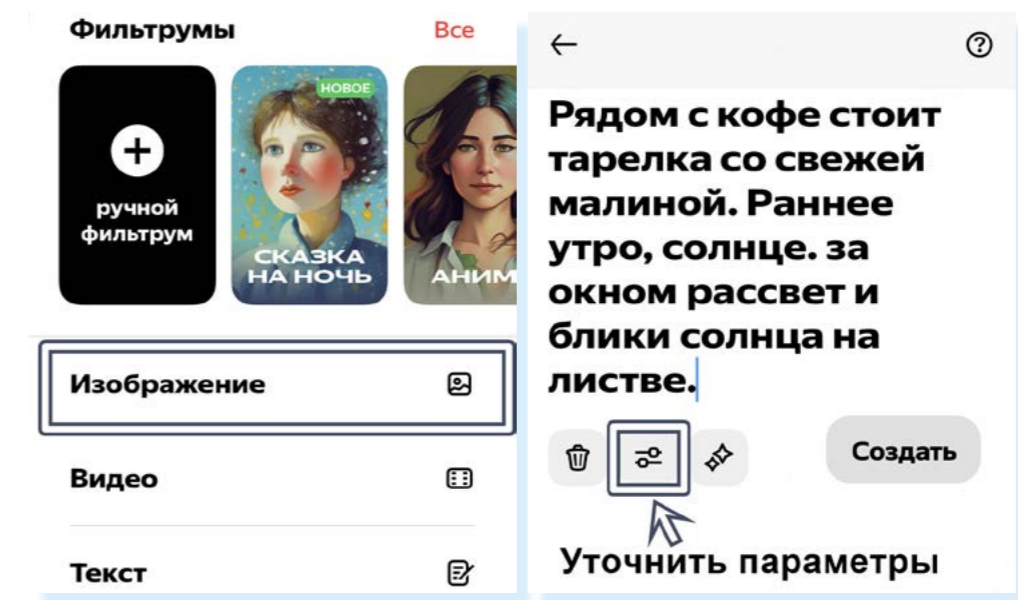 Фильтрумы
Все
НОВОЕ
ручной
фильтрум
СКАЗКА
НА НОЧЬ
АНИМ
Изображение
Видео
Текст
Рядом с кофе стоит
тарелка со свежей
малиной. Раннее
утро, солнце. за
окном рассвет и
блики солнца на
листве.
Создать
Уточнить параметры